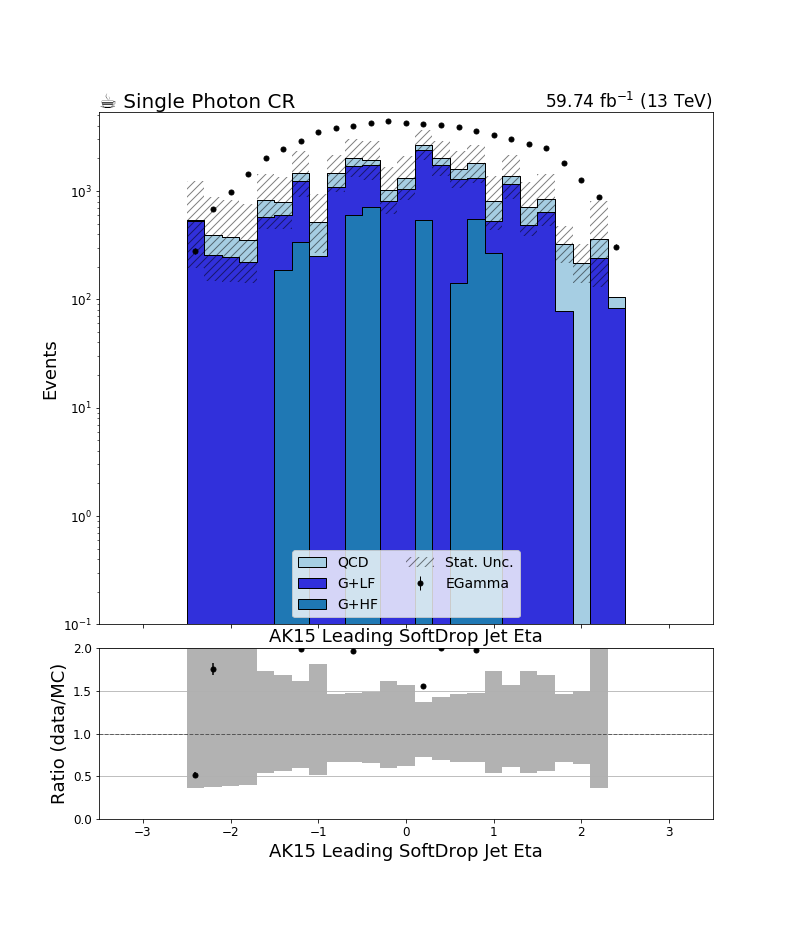 ☕ Single Photon CR
59.74 fb⁻¹ (13 TeV)
Events
10³
10²
10¹
10⁰
10⁻¹
QCD
G+LF
G+HF
Stat. Unc.
EGamma
AK15 Leading SoftDrop Jet Eta
Ratio (data/MC)
2.0
1.5
1.0
0.5
0.0
−3 −2 −1 0 1 2 3
AK15 Leading SoftDrop Jet Eta